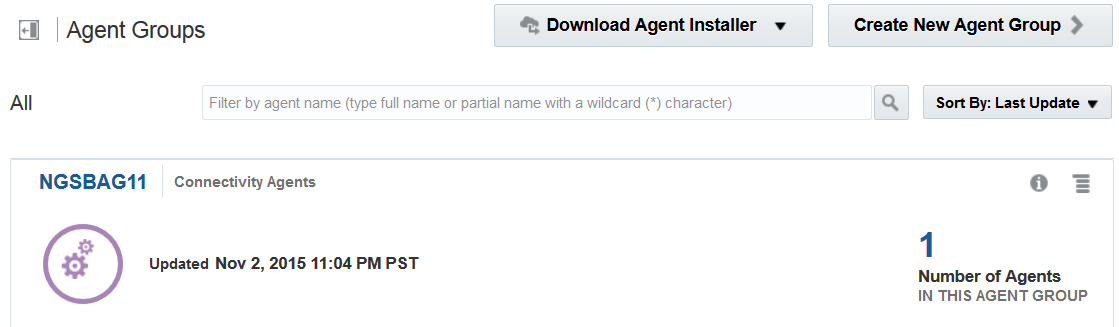 Agent Groups
Download Agent Installer
Create New Agent Group
All
Filter by agent name (type full name or partial name with a wildcard (*) character)
Sort By: Last Update
NGSBAG11
Connectivity Agents
Updated Nov 2, 2015 11:04 PM PST
1
Number of Agents
IN THIS AGENT GROUP